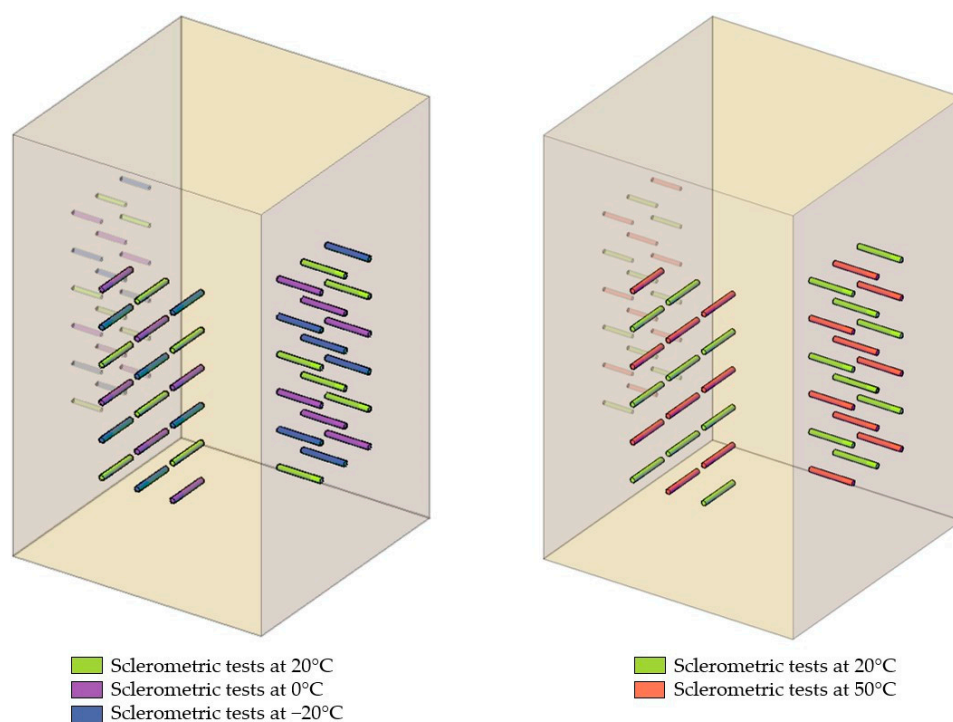 Sclerometric tests at 20°C
Sclerometric tests at 0°C
Sclerometric tests at −20°C
Sclerometric tests at 20°C
Sclerometric tests at 50°C